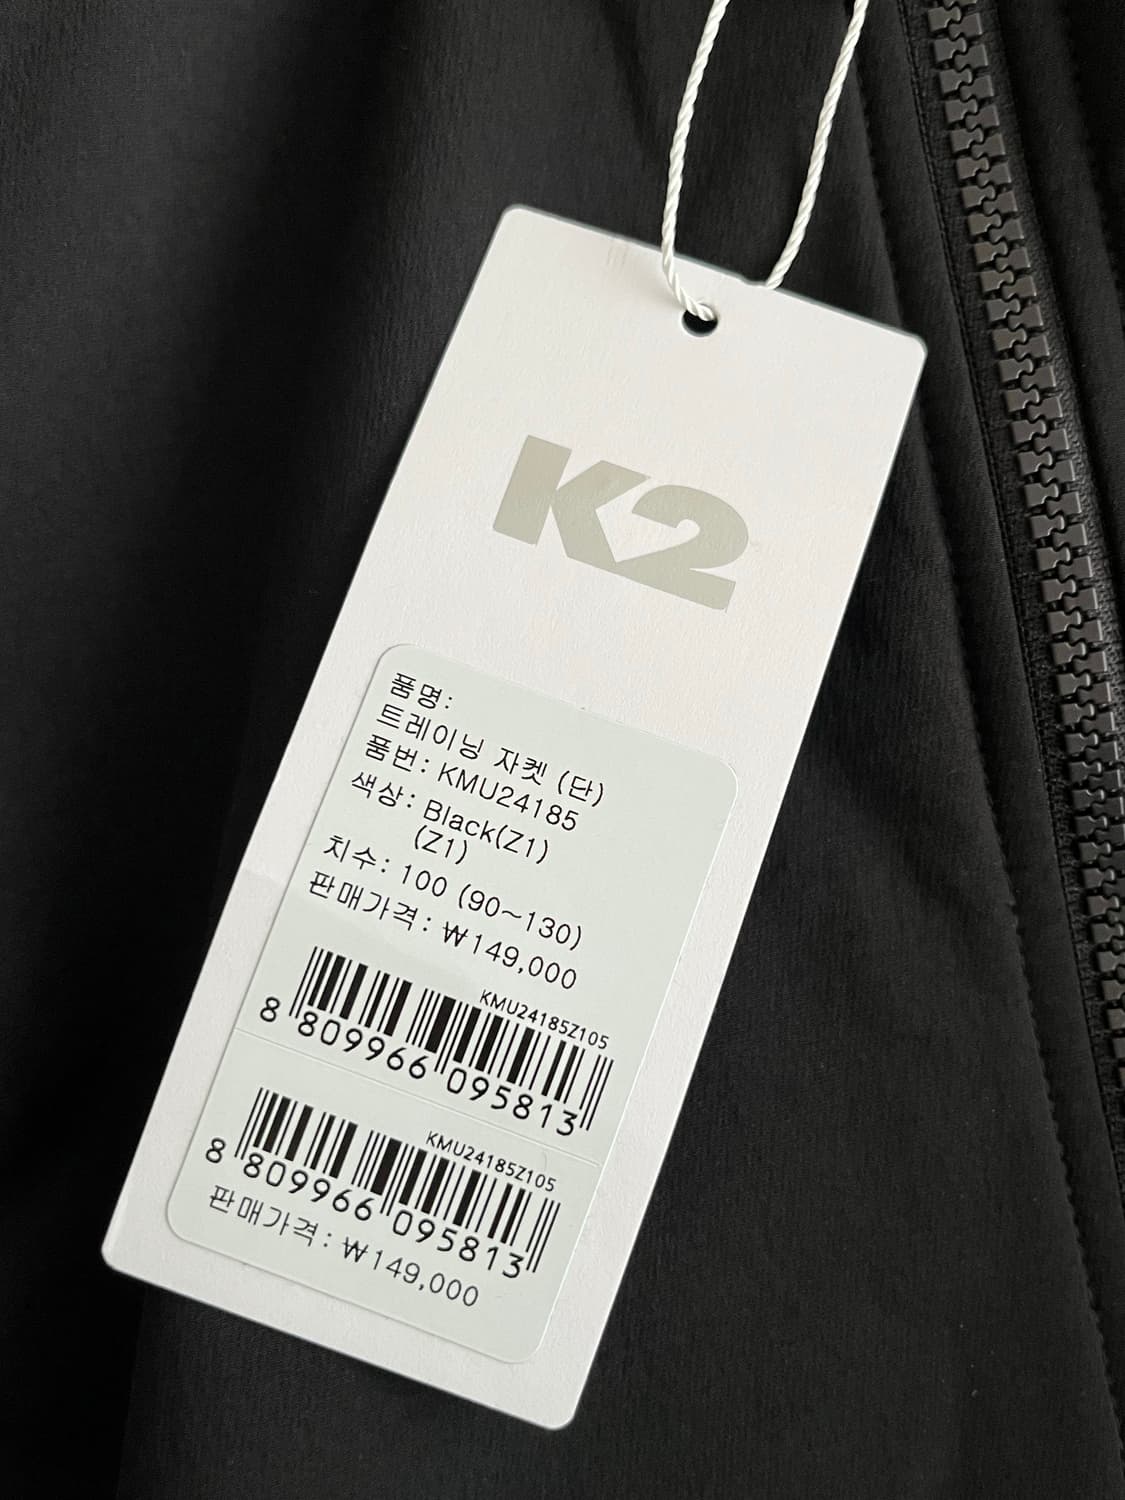 K2
품명:
트레이닝 자켓 (단)
품번: KMU24185
색상: Black(Z1)
(Z1)
치수: 100 (90~130)
판매가격: ₩149,000
KMU24185Z105
8 809966 095813
KMU24185Z105
8 809966 095813
판매가격: ₩149,000